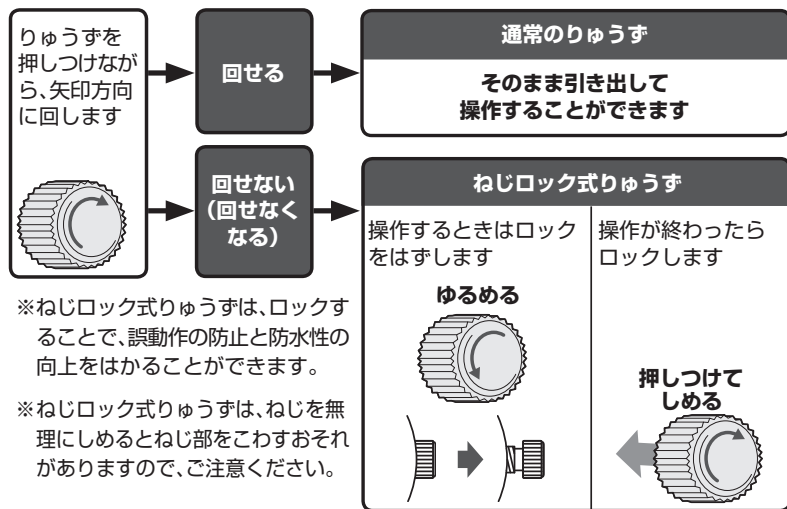 りゅうずを
押しつけなが
ら、矢印方向
に回します
回せる
通常のりゅうず
そのまま引き出して
操作することができます
回せない
（回せなく
なる）
ねじロック式りゅうず
操作するときはロック
をはずします
ゆるめる
操作が終わったら
ロックします
押しつけて
しめる
※ねじロック式りゅうずは、ロックす
ることで、誤動作の防止と防水性の
向上をはかることができます。
※ねじロック式りゅうずは、ねじを無
理にしめるとねじ部をこわすおそれ
がありますので、ご注意ください。